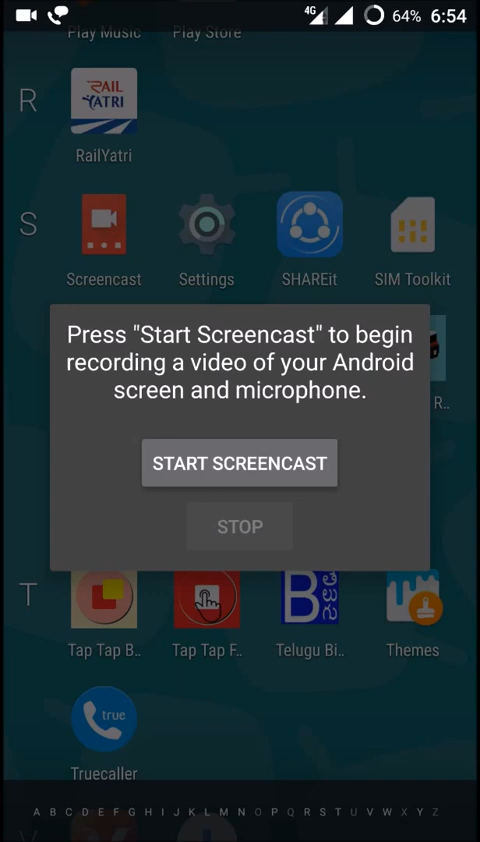 4G 64% 6:54
Play Music Play Store
R
RAIL
YATRI
RailYatri
S
Screencast Settings SHAREit SIM Toolkit
Press "Start Screencast" to begin
recording a video of your Android
screen and microphone.
R..
START SCREENCAST
STOP
T
B తెలుగు
true
Tap Tap B.. Tap Tap F.. Telugu Bi.. Themes
Truecaller
A B C D E F G H I J K L M N O P Q R S T U V W X Y Z
V